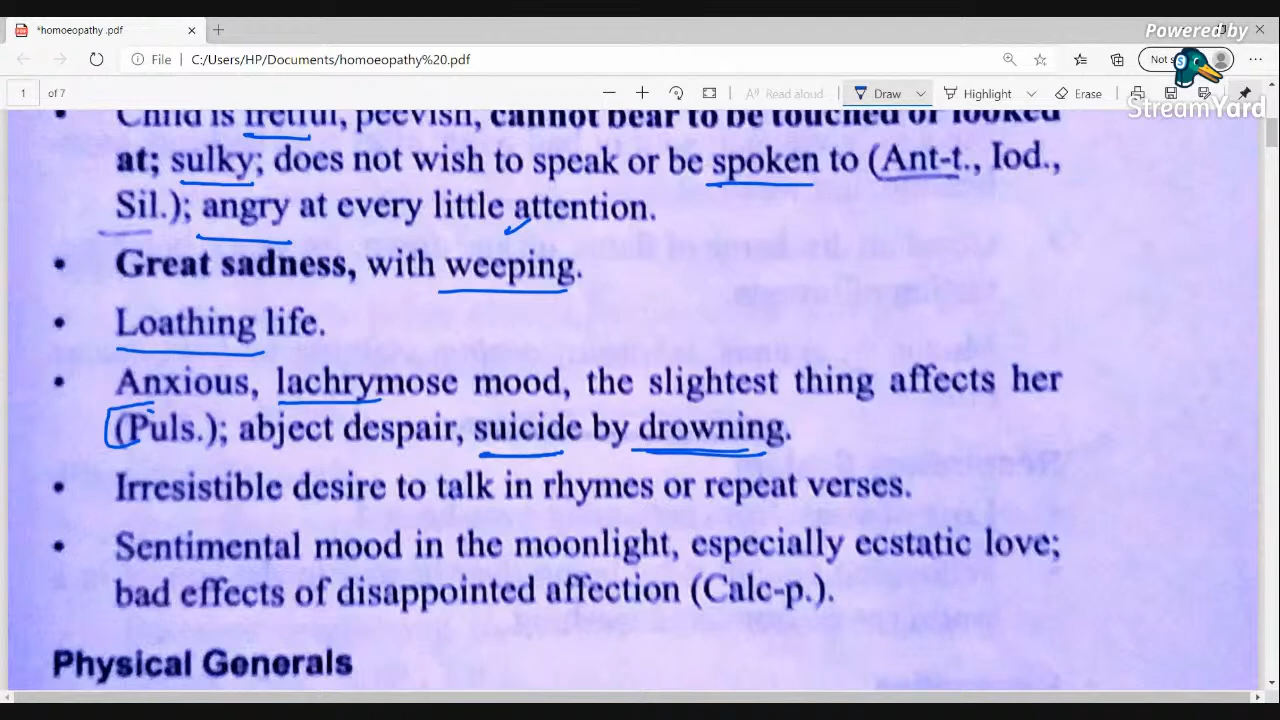 *homoeopathy .pdf
Powered by
File
C:/Users/HP/Documents/homoeopathy%20.pdf
Not s
1 of 7
Read aloud
Draw
Highlight
Erase
StreamYard
• Child is fretful, peevish, cannot bear to be touched or looked
at; sulky; does not wish to speak or be spoken to (Ant-t., Iod.,
Sil.); angry at every little attention.
• Great sadness, with weeping.
• Loathing life.
• Anxious, lachrymose mood, the slightest thing affects her
(Puls.); abject despair, suicide by drowning.
• Irresistible desire to talk in rhymes or repeat verses.
• Sentimental mood in the moonlight, especially ecstatic love;
bad effects of disappointed affection (Calc-p.).
Physical Generals